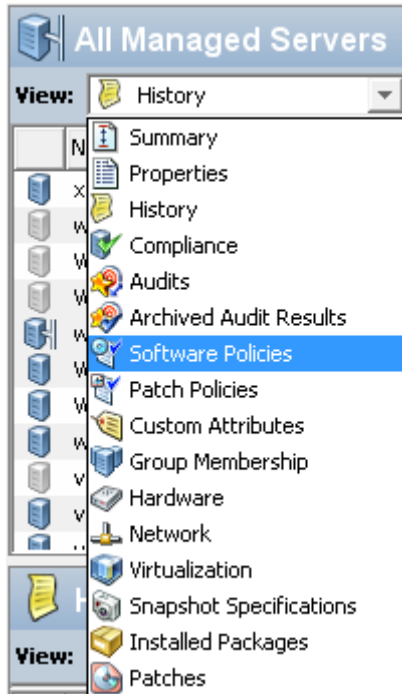 All Managed Servers
View:
History
Summary
Properties
History
Compliance
Audits
Archived Audit Results
Software Policies
Patch Policies
Custom Attributes
Group Membership
Hardware
Network
Virtualization
Snapshot Specifications
Installed Packages
View:
Patches